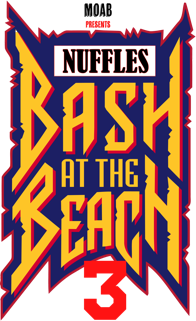 MOAB
PRESENTS
NUFFLES
BASH
AT THE
BEACH
3